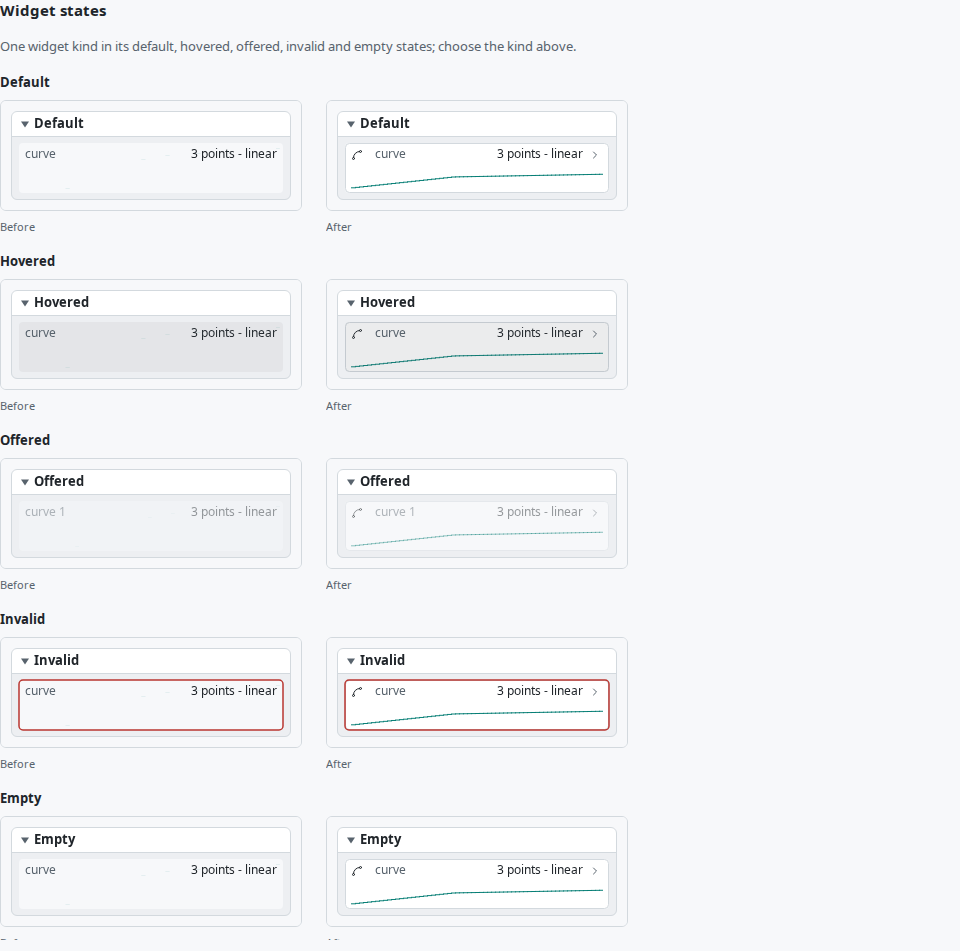 Widget states
One widget kind in its default, hovered, offered, invalid and empty states; choose the kind above.
Default
Default
curve 3 points - linear
Default
curve 3 points - linear
Before
After
Hovered
Hovered
curve 3 points - linear
Hovered
curve 3 points - linear
Before
After
Offered
Offered
curve 1 3 points - linear
Offered
curve 1 3 points - linear
Before
After
Invalid
Invalid
curve 3 points - linear
Invalid
curve 3 points - linear
Before
After
Empty
Empty
curve 3 points - linear
Empty
curve 3 points - linear